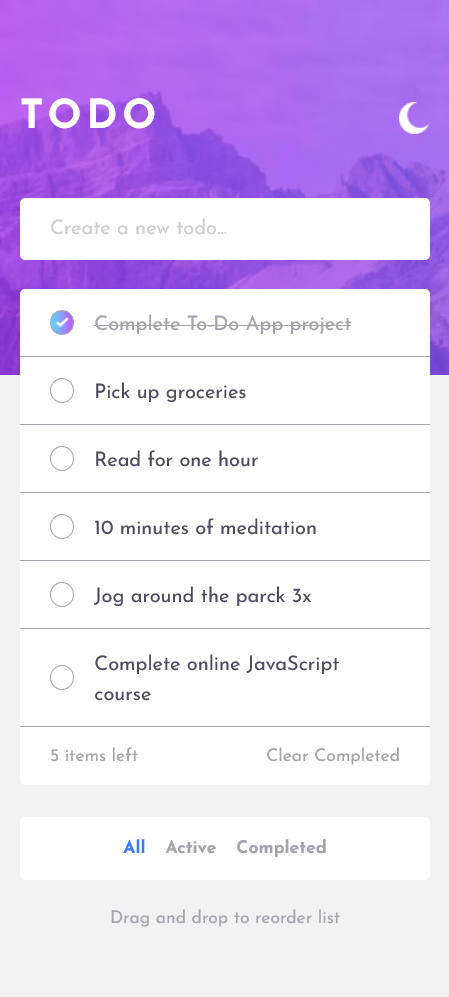 TODO
Create a new todo...
Complete To-Do App project
Pick up groceries
Read for one hour
10 minutes of meditation
Jog around the parck 3x
Complete online JavaScript
course
5 items left Clear Completed
All Active Completed
Drag and drop to reorder list